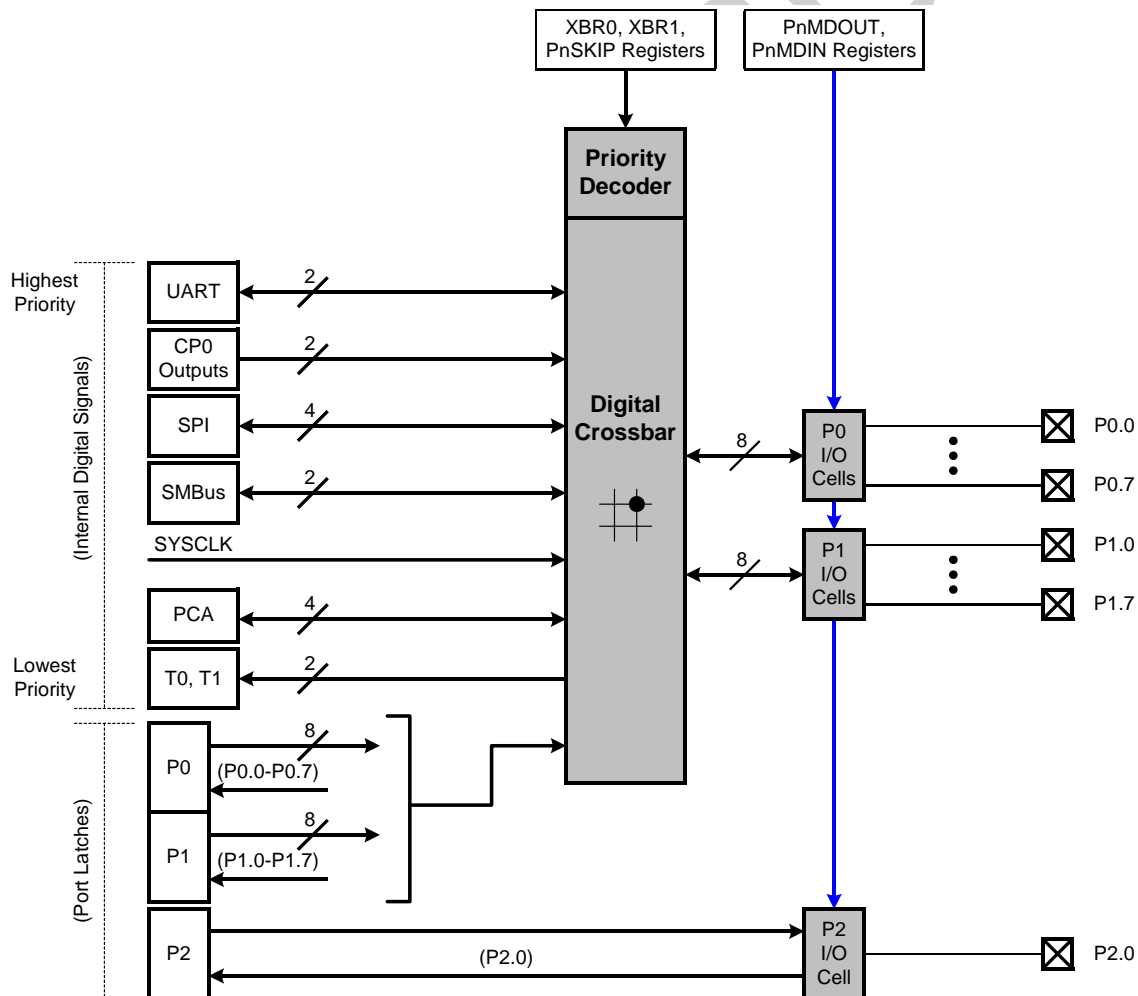 XBR0, XBR1,
PnSKIP Registers
PnMDOUT,
PnMDIN Registers
Priority
Decoder
Highest
Priority
UART
2
CP0
Outputs
2
(Internal Digital Signals)
SPI
4
Digital
Crossbar
P0
I/O
Cells
8
P0.0
P0.7
SMBus
2
SYSCLK
P1
I/O
Cells
8
P1.0
P1.7
PCA
4
Lowest
Priority
T0, T1
2
(Port Latches)
P0
8
(P0.0-P0.7)
P1
8
(P1.0-P1.7)
P2
(P2.0)
P2
I/O
Cell
P2.0